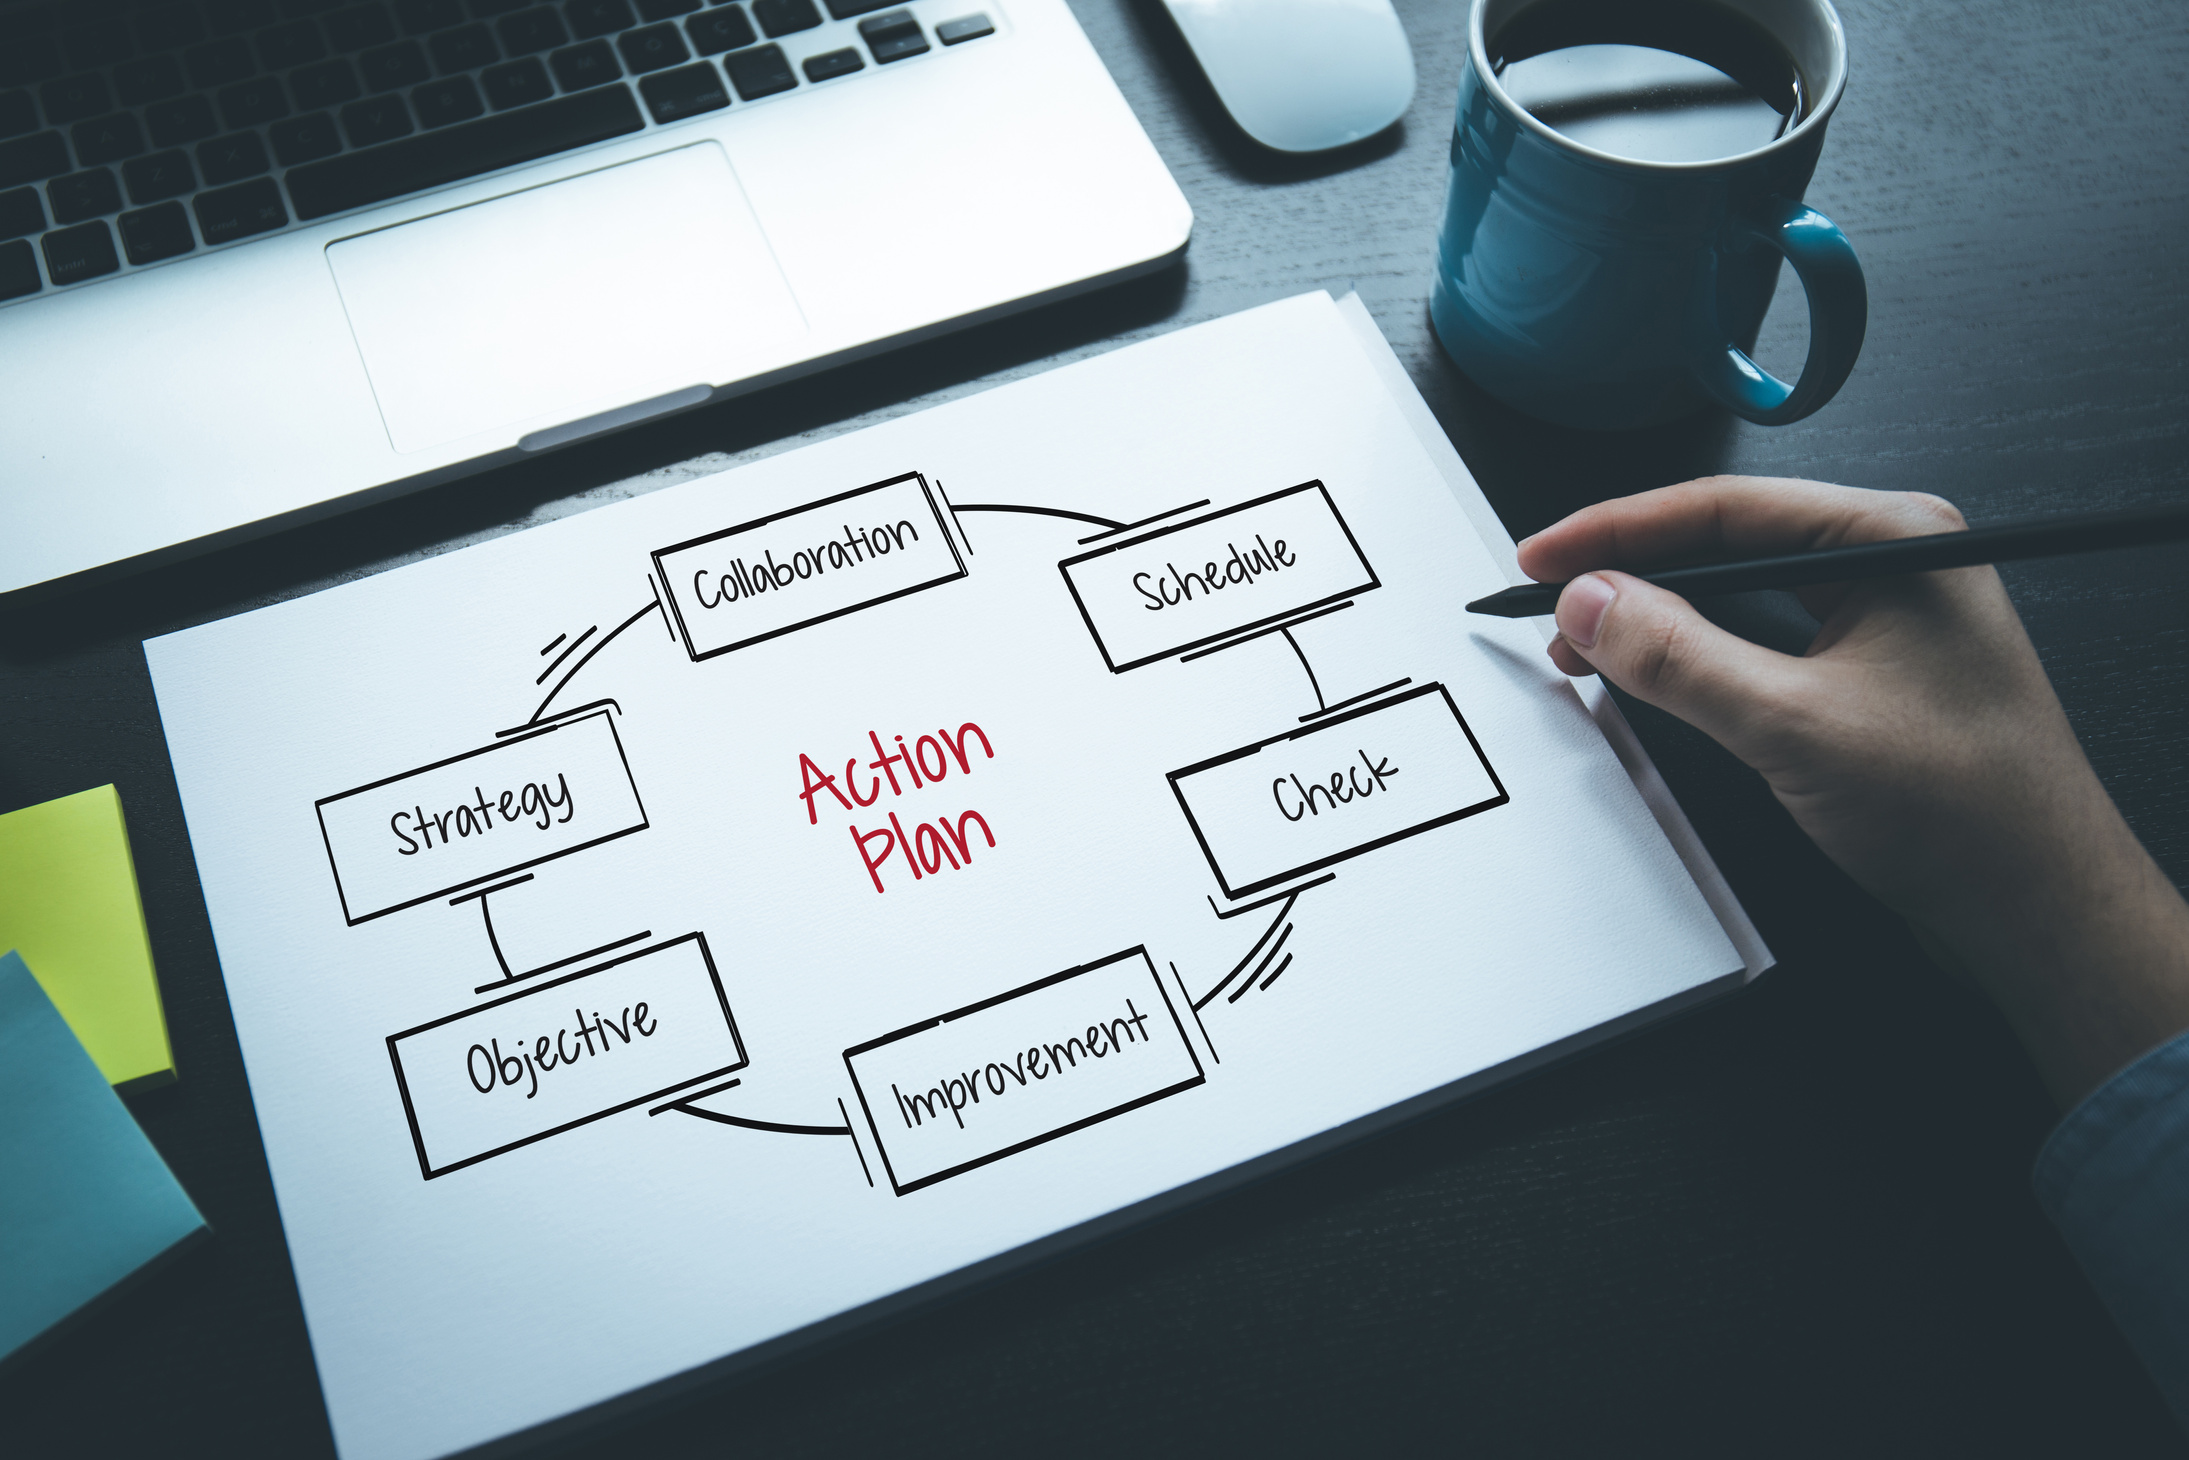 Collaboration
Schedule
Strategy
Action
Plan
Check
Objective
Improvement